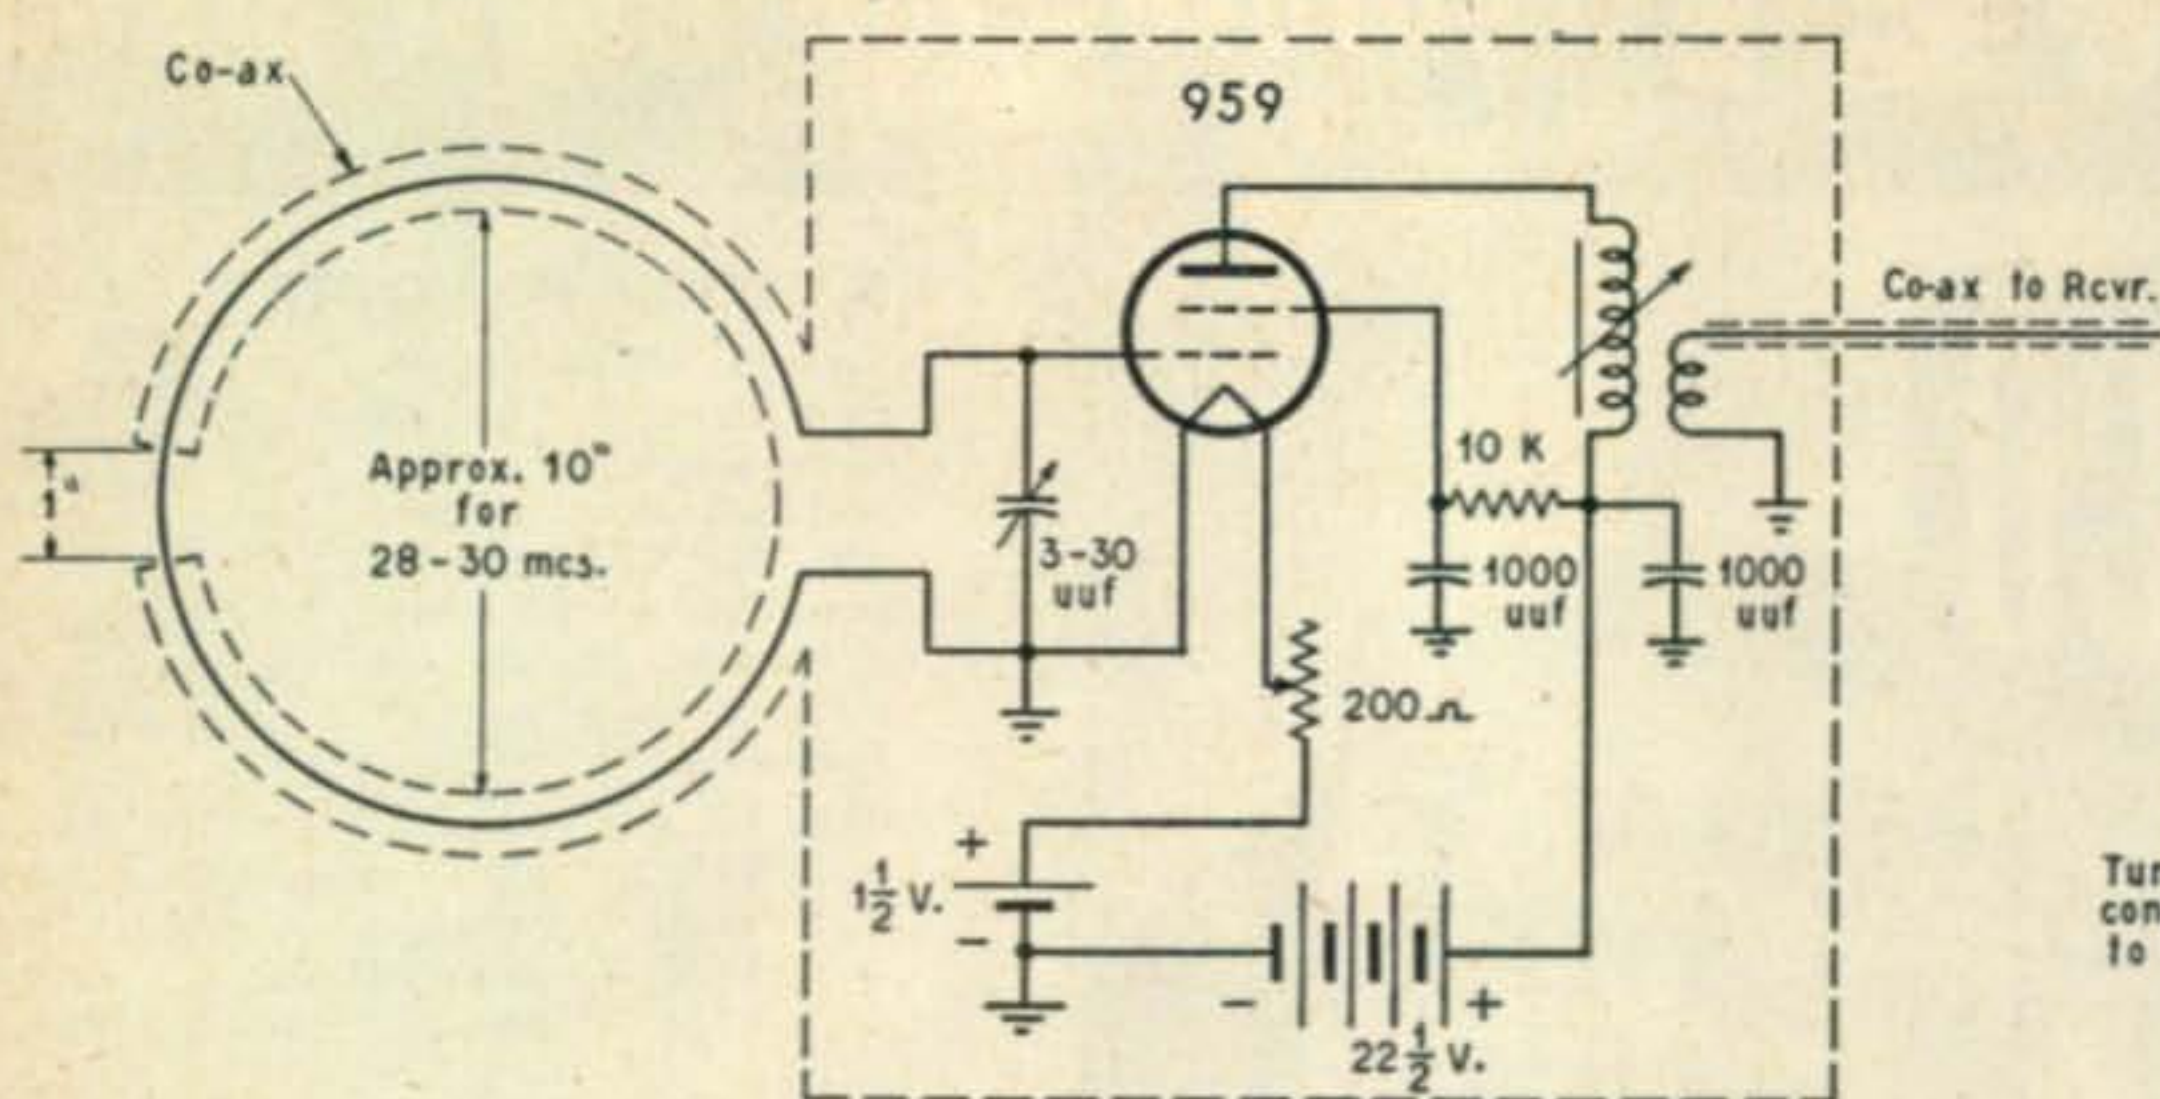 Co-ax
959
Co-ax to Rcvr.
Approx. 10"
for
28-30 mcs.
1"
10 K
3-30
uuf
1000
uuf
1000
uuf
200 Ω
+
1½ V.
-
- +
22½ V.
to